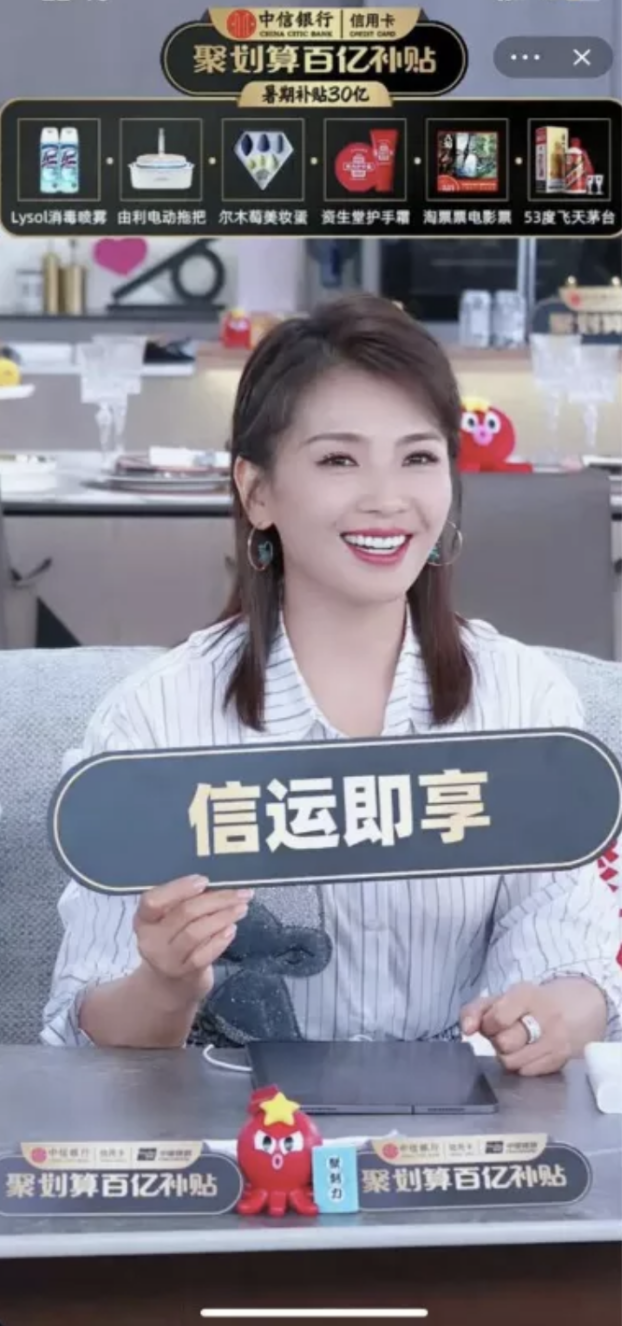 中信银行 信用卡
CHINA CITIC BANK CREDIT CARD
聚划算百亿补贴
暑期补贴30亿
Lysol消毒喷雾 由利电动拖把 尔木萄美妆蛋 资生堂护手霜 淘票票电影票 53度飞天茅台
信运即享
中信银行 信用卡
聚划算百亿补贴
聚划力
中信银行 信用卡
聚划算百亿补贴